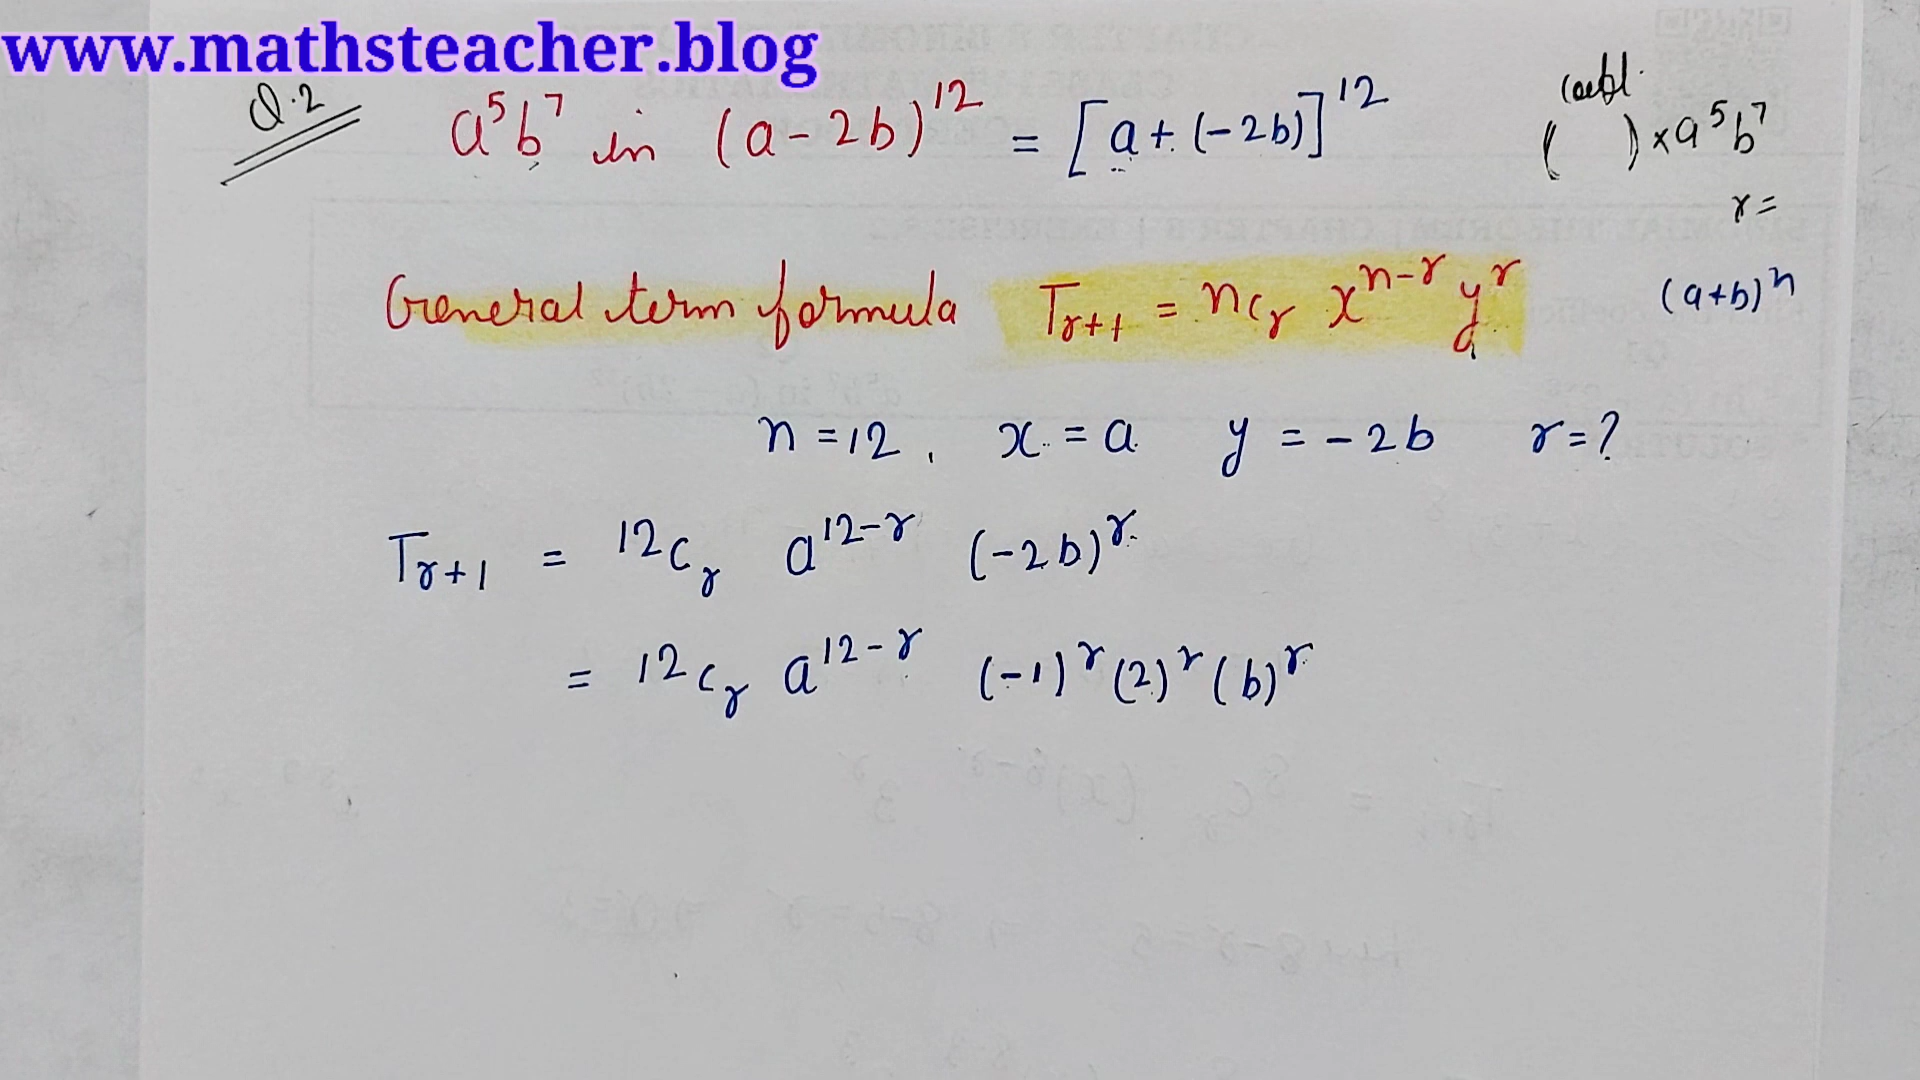 www.mathsteacher.blog
Q.2 a⁵b⁷ in (a-2b)¹² = [a+(-2b)]¹²
coeff.
( )×a⁵b⁷
r=
General term formula Tr+1 = nCr xⁿ⁻ʳ yʳ (a+b)ⁿ
n=12, x=a y=-2b r=?
Tr+1 = ¹²Cr a¹²⁻ʳ (-2b)ʳ
= ¹²Cr a¹²⁻ʳ (-1)ʳ(2)ʳ(b)ʳ